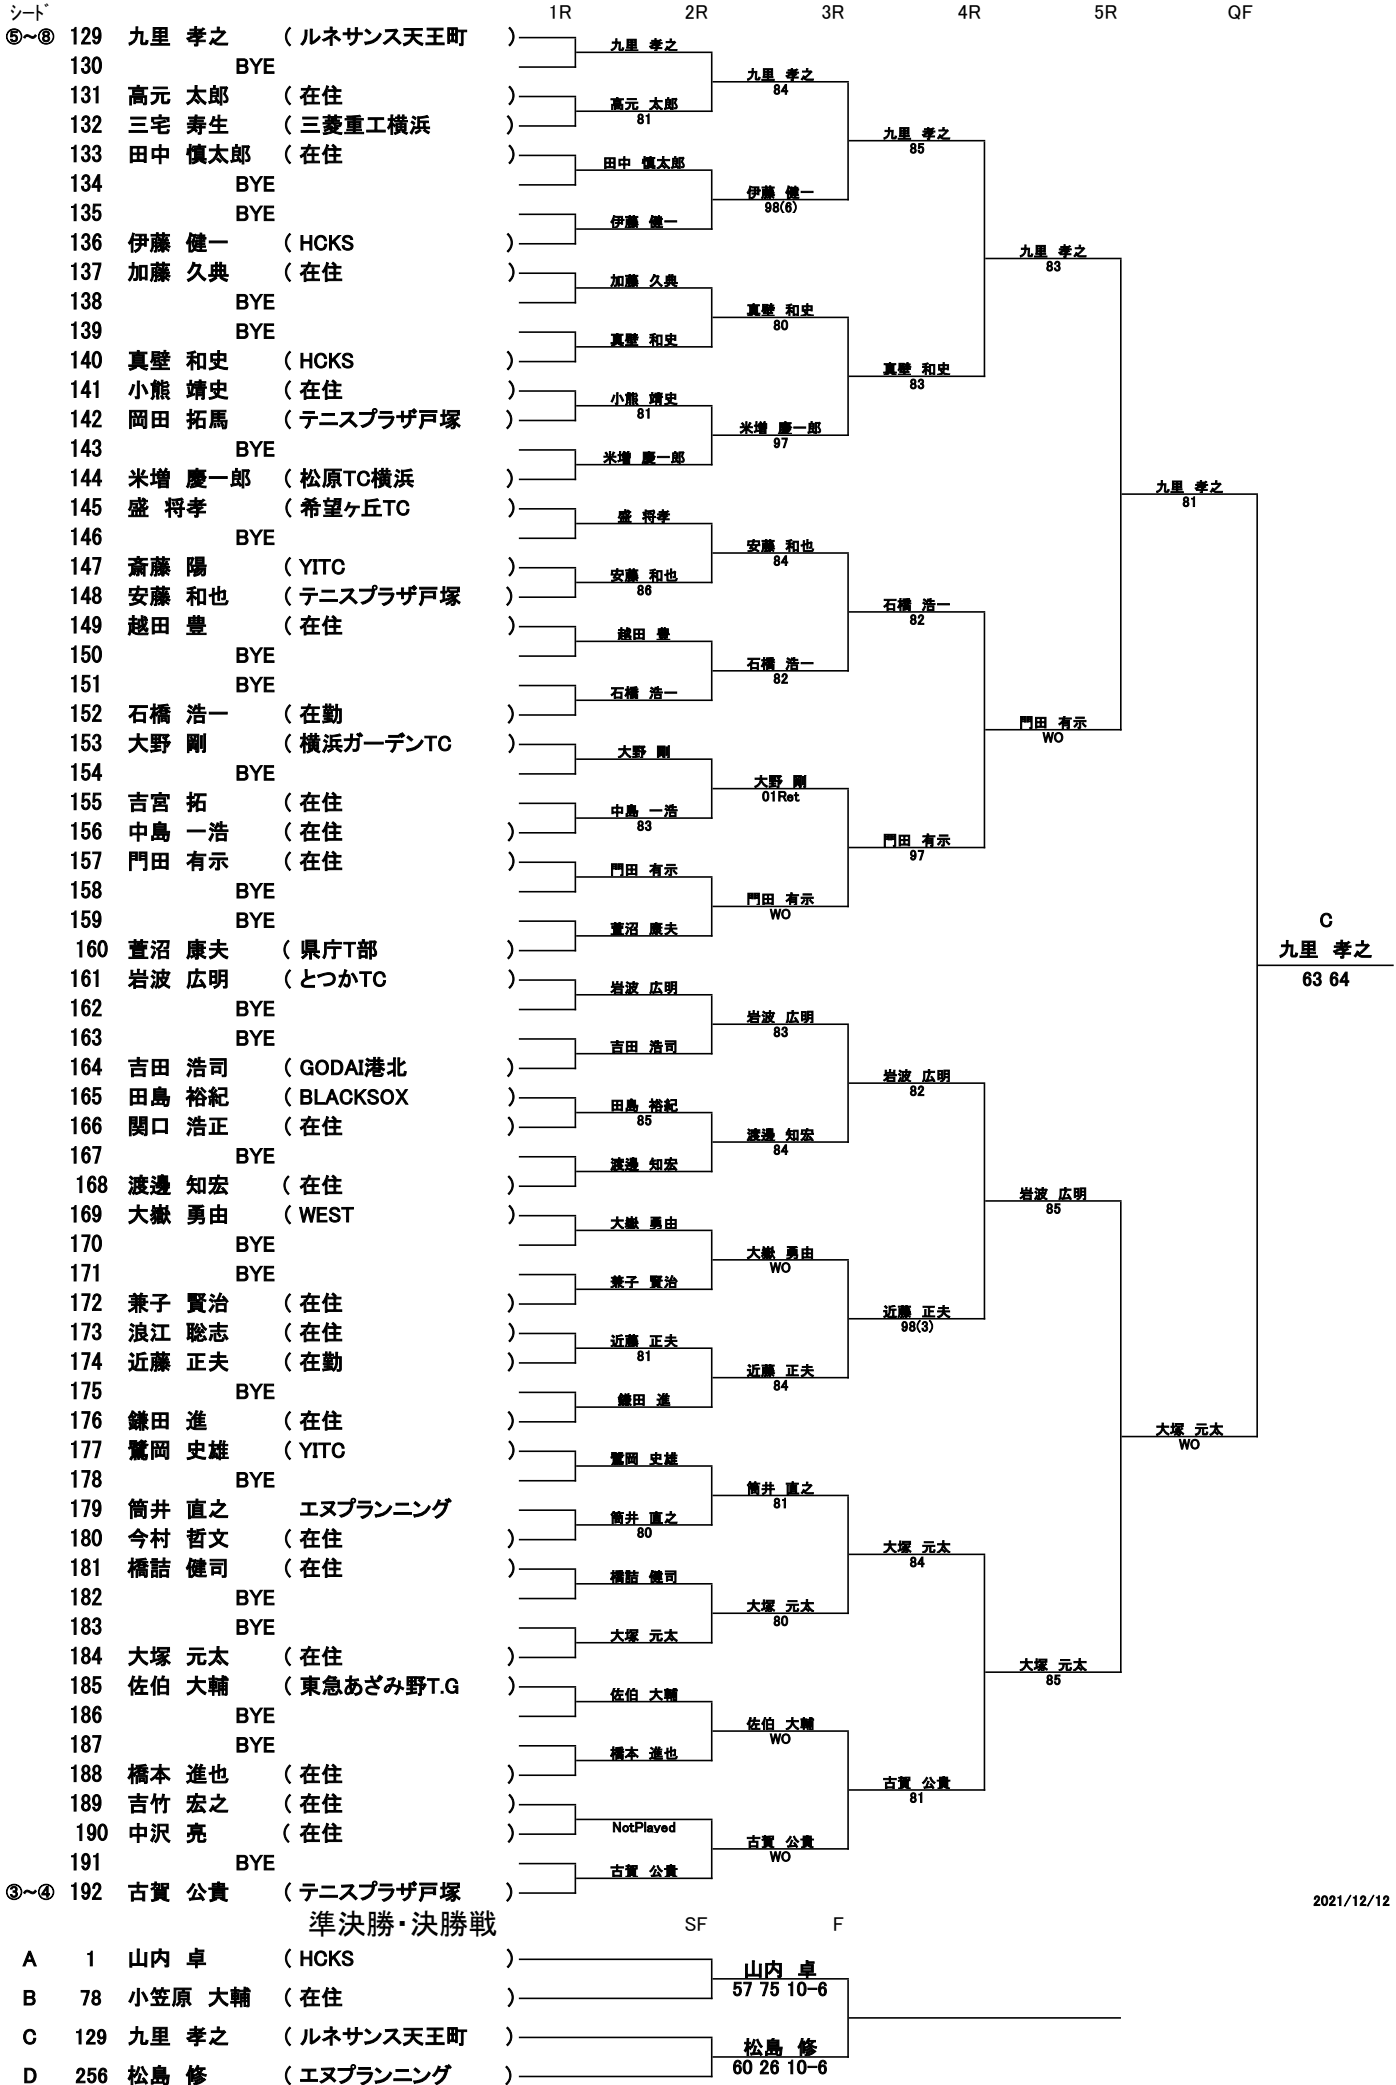 シード 1R 2R 3R 4R 5R QF
⑤～⑧ 129 九里 孝之 ( ルネサンス天王町 )
九里 孝之
130 BYE
九里 孝之
84
131 高元 太郎 ( 在住 )
高元 太郎
81
132 三宅 寿生 ( 三菱重工横浜 )
九里 孝之
85
133 田中 慎太郎 ( 在住 )
田中 慎太郎
134 BYE
伊藤 健一
98(6)
135 BYE
伊藤 健一
136 伊藤 健一 ( HCKS )
九里 孝之
83
137 加藤 久典 ( 在住 )
加藤 久典
138 BYE
真壁 和史
80
139 BYE
真壁 和史
140 真壁 和史 ( HCKS )
真壁 和史
83
141 小熊 靖史 ( 在住 )
小熊 靖史
81
142 岡田 拓馬 ( テニスプラザ戸塚 )
米増 慶一郎
97
143 BYE
米増 慶一郎
144 米増 慶一郎 ( 松原TC横浜 )
九里 孝之
81
145 盛 将孝 ( 希望ヶ丘TC )
盛 将孝
146 BYE
安藤 和也
84
147 斎藤 陽 ( YITC )
安藤 和也
86
148 安藤 和也 ( テニスプラザ戸塚 )
石橋 浩一
82
149 越田 豊 ( 在住 )
越田 豊
150 BYE
石橋 浩一
82
151 BYE
石橋 浩一
152 石橋 浩一 ( 在勤 )
門田 有示
WO
153 大野 剛 ( 横浜ガーデンTC )
大野 剛
154 BYE
大野 剛
01Ret
155 吉宮 拓 ( 在住
中島 一浩
83
156 中島 一浩 ( 在住 )
門田 有示
97
157 門田 有示 ( 在住 )
門田 有示
158 BYE
門田 有示
WO
159 BYE
萱沼 康夫
160 萱沼 康夫 ( 県庁T部 )
C
九里 孝之
63 64
161 岩波 広明 ( とつかTC )
岩波 広明
162 BYE
岩波 広明
83
163 BYE
吉田 浩司
164 吉田 浩司 ( GODAI港北 )
岩波 広明
82
165 田島 裕紀 ( BLACKSOX )
田島 裕紀
85
166 関口 浩正 ( 在住 )
渡邊 知宏
84
167 BYE
渡邊 知宏
168 渡邊 知宏 ( 在住 )
岩波 広明
85
169 大嶽 勇由 ( WEST )
大嶽 勇由
170 BYE
大嶽 勇由
WO
171 BYE
兼子 賢治
172 兼子 賢治 ( 在住 )
近藤 正夫
98(3)
173 浪江 聡志 ( 在住 )
近藤 正夫
81
174 近藤 正夫 ( 在勤 )
近藤 正夫
84
175 BYE
鎌田 進
176 鎌田 進 ( 在住 )
大塚 元太
WO
177 鷲岡 史雄 ( YITC )
鷲岡 史雄
178 BYE
筒井 直之
81
179 筒井 直之 エヌプランニング
筒井 直之
80
180 今村 哲文 ( 在住 )
大塚 元太
84
181 橋詰 健司 ( 在住 )
橋詰 健司
182 BYE
大塚 元太
80
183 BYE
大塚 元太
184 大塚 元太 ( 在住 )
大塚 元太
85
185 佐伯 大輔 ( 東急あざみ野T.G )
佐伯 大輔
186 BYE
佐伯 大輔
WO
187 BYE
橋本 進也
188 橋本 進也 ( 在住 )
古賀 公貴
81
189 吉竹 宏之 ( 在住 )
NotPlayed
190 中沢 亮 ( 在住 )
古賀 公貴
WO
191 BYE
古賀 公貴
③～④ 192 古賀 公貴 ( テニスプラザ戸塚 )
2021/12/12
準決勝・決勝戦 SF F
A 1 山内 卓 ( HCKS )
山内 卓
57 75 10-6
B 78 小笠原 大輔 ( 在住 )
C 129 九里 孝之 ( ルネサンス天王町 )
松島 修
60 26 10-6
D 256 松島 修 ( エヌプランニング )